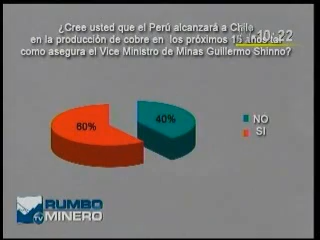 ¿Cree usted que el Perú alcanzará a Chile
en la producción de cobre en los próximos 15 años tal
como asegura el Vice Ministro de Minas Guillermo Shinno?
10:22
60%
40%
NO
SI
RUMBO
MINERO
TV